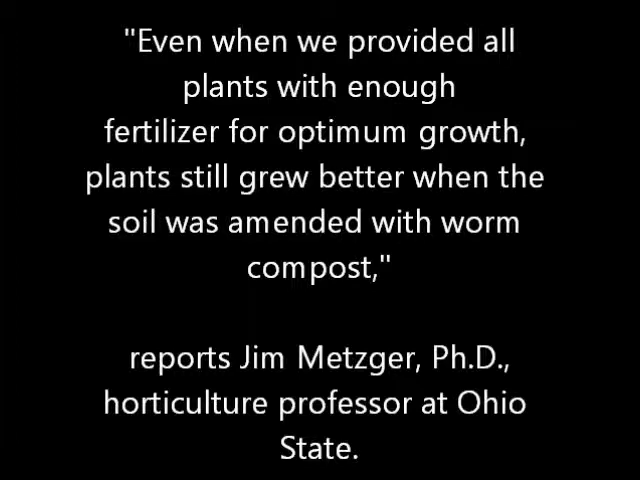 "Even when we provided all
plants with enough
fertilizer for optimum growth,
plants still grew better when the
soil was amended with worm
compost,"
reports Jim Metzger, Ph.D.,
horticulture professor at Ohio
State.